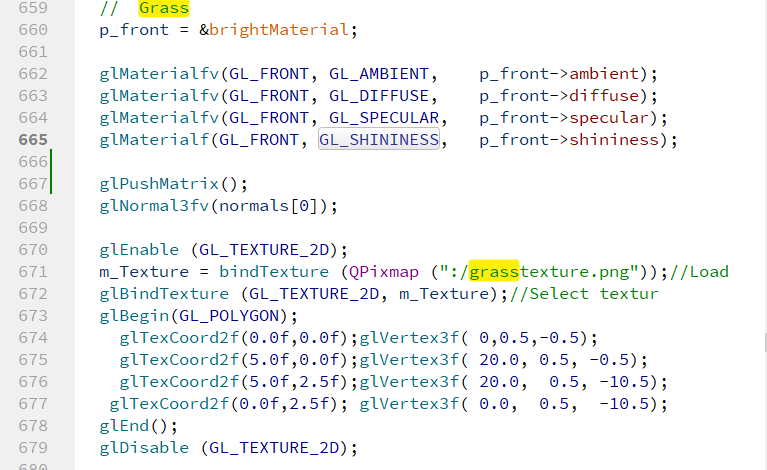 659 // Grass
660 p_front = &brightMaterial;
661
662 glMaterialfv(GL_FRONT, GL_AMBIENT, p_front->ambient);
663 glMaterialfv(GL_FRONT, GL_DIFFUSE, p_front->diffuse);
664 glMaterialfv(GL_FRONT, GL_SPECULAR, p_front->specular);
665 glMaterialf(GL_FRONT, GL_SHININESS, p_front->shininess);
666
667 glPushMatrix();
668 glNormal3fv(normals[0]);
669
670 glEnable (GL_TEXTURE_2D);
671 m_Texture = bindTexture (QPixmap (":/grasstexture.png"));//Load
672 glBindTexture (GL_TEXTURE_2D, m_Texture);//Select textur
673 glBegin(GL_POLYGON);
674 glTexCoord2f(0.0f,0.0f);glVertex3f( 0,0.5,-0.5);
675 glTexCoord2f(5.0f,0.0f);glVertex3f( 20.0, 0.5, -0.5);
676 glTexCoord2f(5.0f,2.5f);glVertex3f( 20.0, 0.5, -10.5);
677 glTexCoord2f(0.0f,2.5f); glVertex3f( 0.0, 0.5, -10.5);
678 glEnd();
679 glDisable (GL_TEXTURE_2D);
680